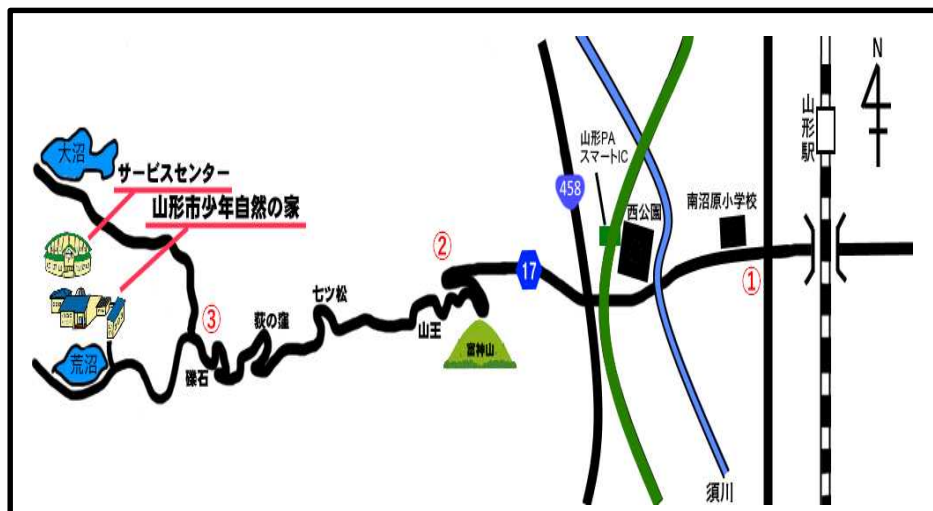 N
山形駅
大沼
サービスセンター
山形市少年自然の家
山形PA
スマートIC
458
西公園
南沼原小学校
②
17
①
七ツ松
荻の窪
③
山王
富神山
荒沼
礫石
須川